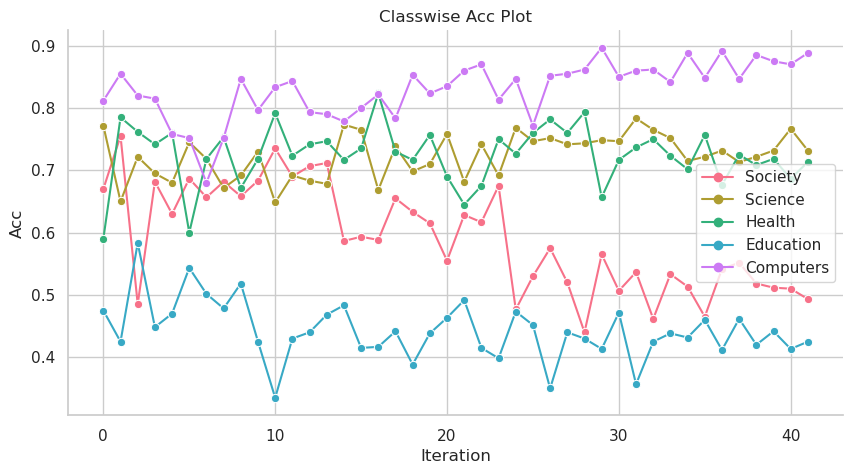 Classwise Acc Plot
0.9
0.8
0.7
0.6
0.5
0.4
Acc
Society
Science
Health
Education
Computers
0
10
20
30
40
Iteration